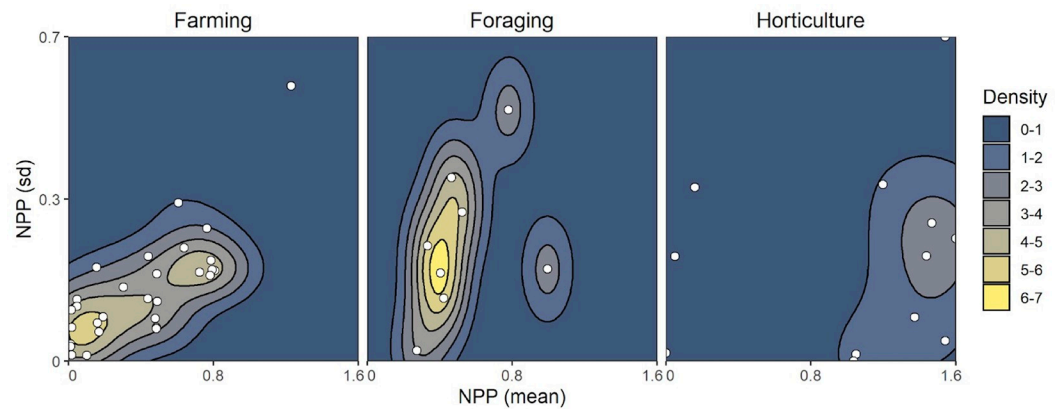 Farming Foraging Horticulture
0.7
0.3
0
NPP (sd)
0 0.8 1.6 0 0.8 1.6 0 0.8 1.6
NPP (mean)
Density
0-1
1-2
2-3
3-4
4-5
5-6
6-7